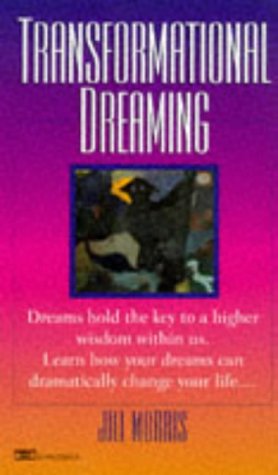 TRANSFORMATIONAL
DREAMING
Dreams hold the key to a higher
wisdom within us.
Learn how your dreams can
dramatically change your life....
JILL MORRIS